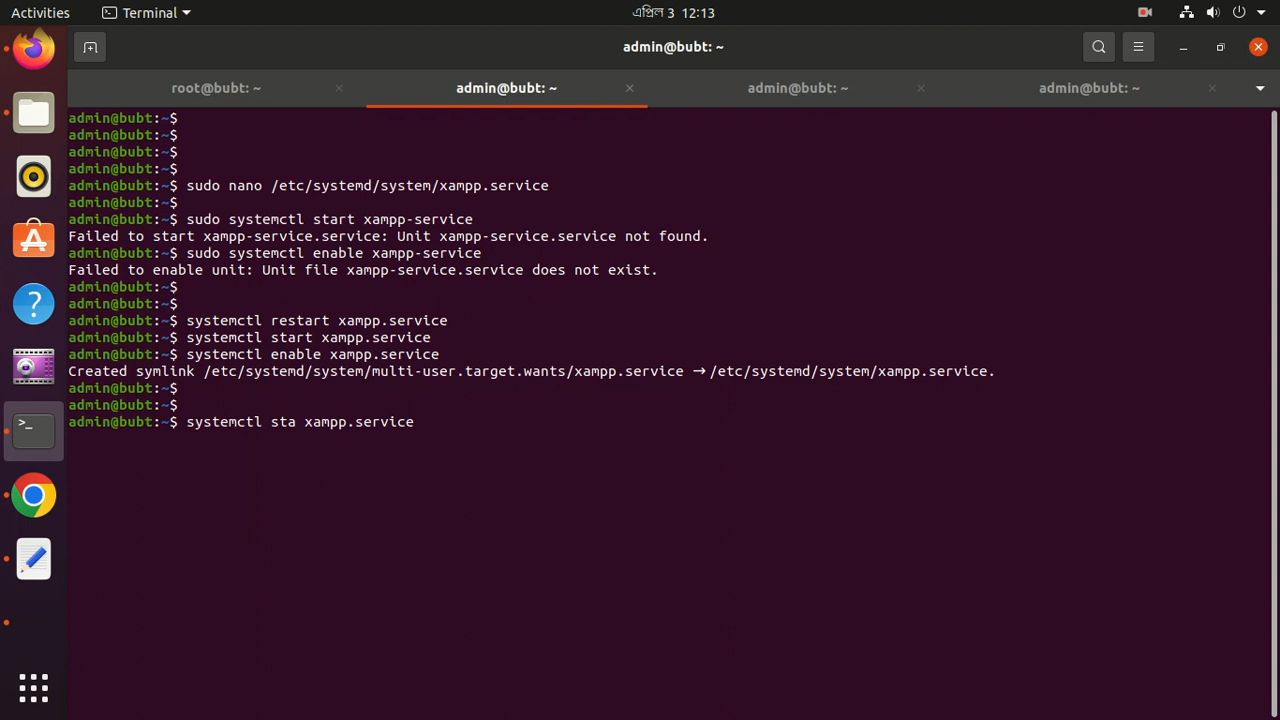 Activities
Terminal
এপ্রিল 3 12:13
admin@bubt: ~
root@bubt: ~
admin@bubt: ~
admin@bubt: ~
admin@bubt: ~
admin@bubt:~$
admin@bubt:~$
admin@bubt:~$
admin@bubt:~$
admin@bubt:~$ sudo nano /etc/systemd/system/xampp.service
admin@bubt:~$
admin@bubt:~$ sudo systemctl start xampp-service
Failed to start xampp-service.service: Unit xampp-service.service not found.
admin@bubt:~$ sudo systemctl enable xampp-service
Failed to enable unit: Unit file xampp-service.service does not exist.
admin@bubt:~$
admin@bubt:~$
admin@bubt:~$ systemctl restart xampp.service
admin@bubt:~$ systemctl start xampp.service
admin@bubt:~$ systemctl enable xampp.service
Created symlink /etc/systemd/system/multi-user.target.wants/xampp.service → /etc/systemd/system/xampp.service.
admin@bubt:~$
admin@bubt:~$
admin@bubt:~$ systemctl sta xampp.service